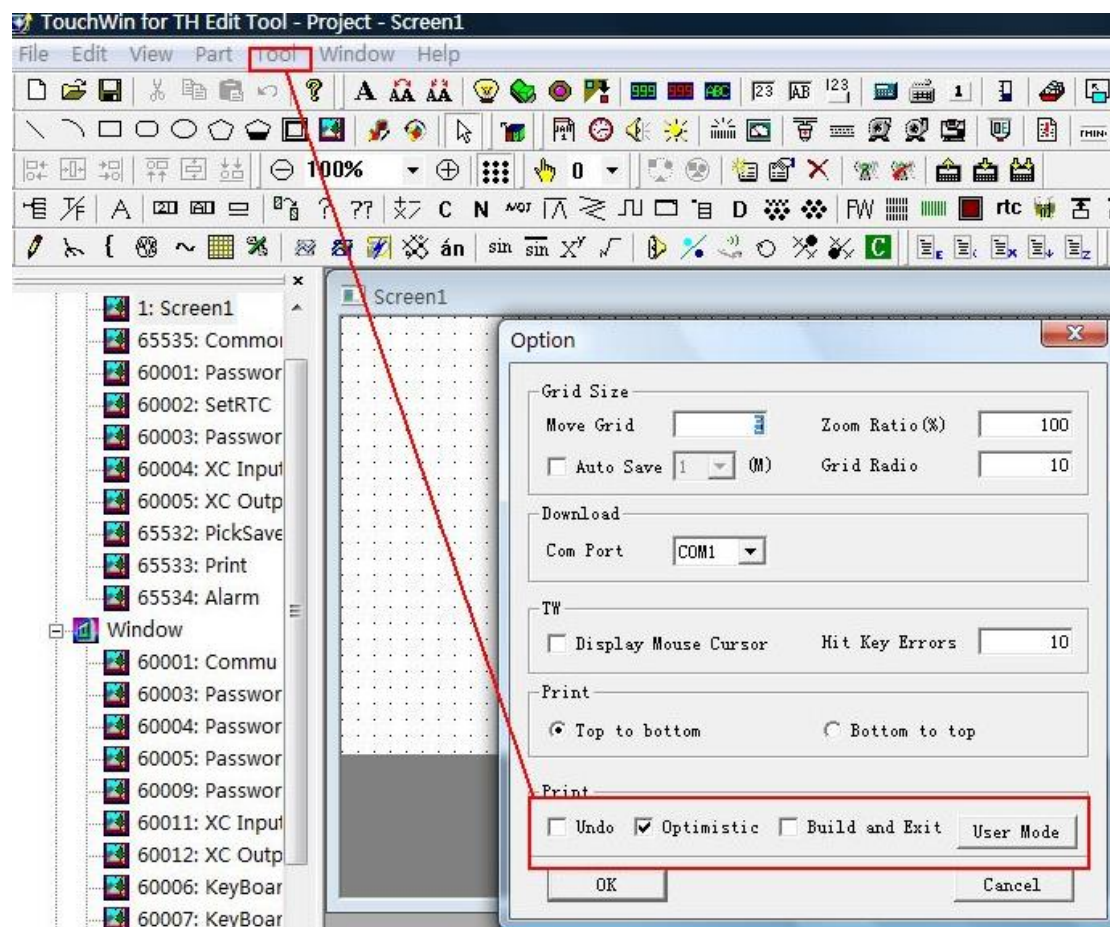 TouchWin for TH Edit Tool - Project - Screen1
File Edit View Part Tool Window Help
100% 0
Screen1
1: Screen1
65535: Commo
60001: Passwor
60002: SetRTC
60003: Passwor
60004: XC Input
60005: XC Outp
65532: PickSave
65533: Print
65534: Alarm
Window
60001: Commu
60003: Passwor
60004: Passwor
60005: Passwor
60009: Passwor
60011: XC Input
60012: XC Outp
60006: KeyBoar
60007: KeyBoar
Option
Grid Size
Move Grid Zoom Ratio(%) 100
Auto Save 1 (M) Grid Radio 10
Download
Com Port COM1
TW
Display Mouse Cursor Hit Key Errors 10
Print
Top to bottom Bottom to top
Print
Undo Optimistic Build and Exit User Mode
OK Cancel